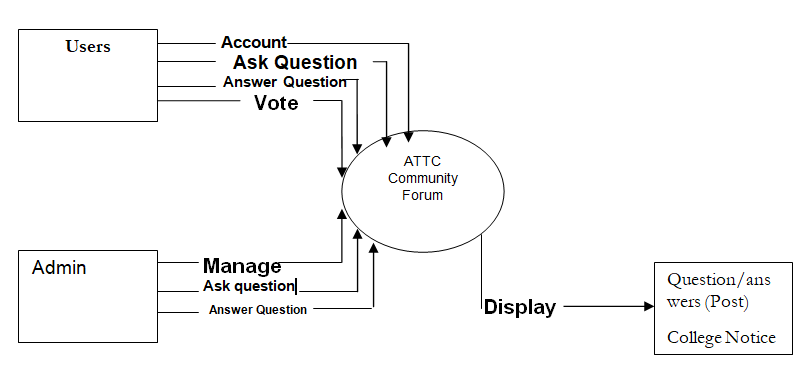 Users
Account
Ask Question
Answer Question
Vote
ATTC
Community
Forum
Admin
Manage
Ask question
Answer Question
Display
Question/ans
wers (Post)
College Notice